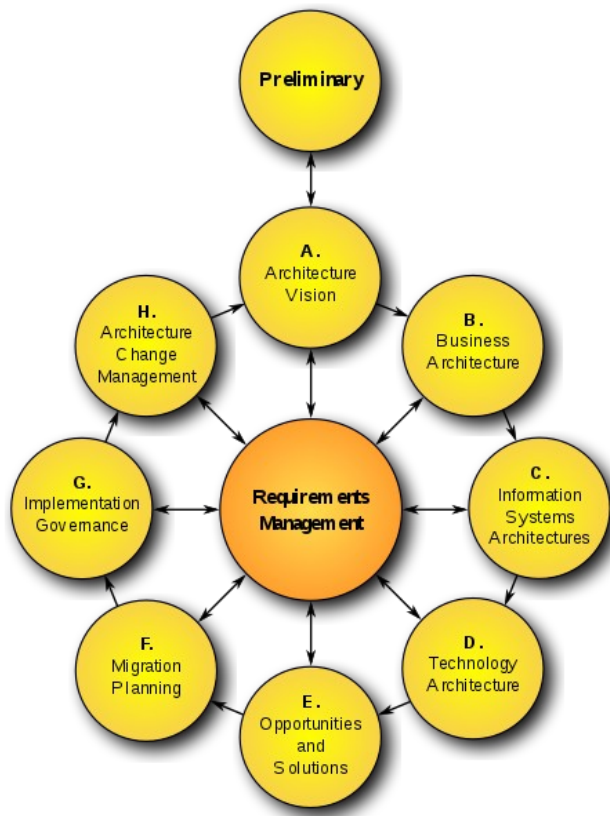 Preliminary
A.
Architecture
Vision
H.
Architecture
Change
Management
B.
Business
Architecture
G.
Implementation
Governance
Requirements
Management
C.
Information
Systems
Architectures
F.
Migration
Planning
D.
Technology
Architecture
E.
Opportunities
and
Solutions